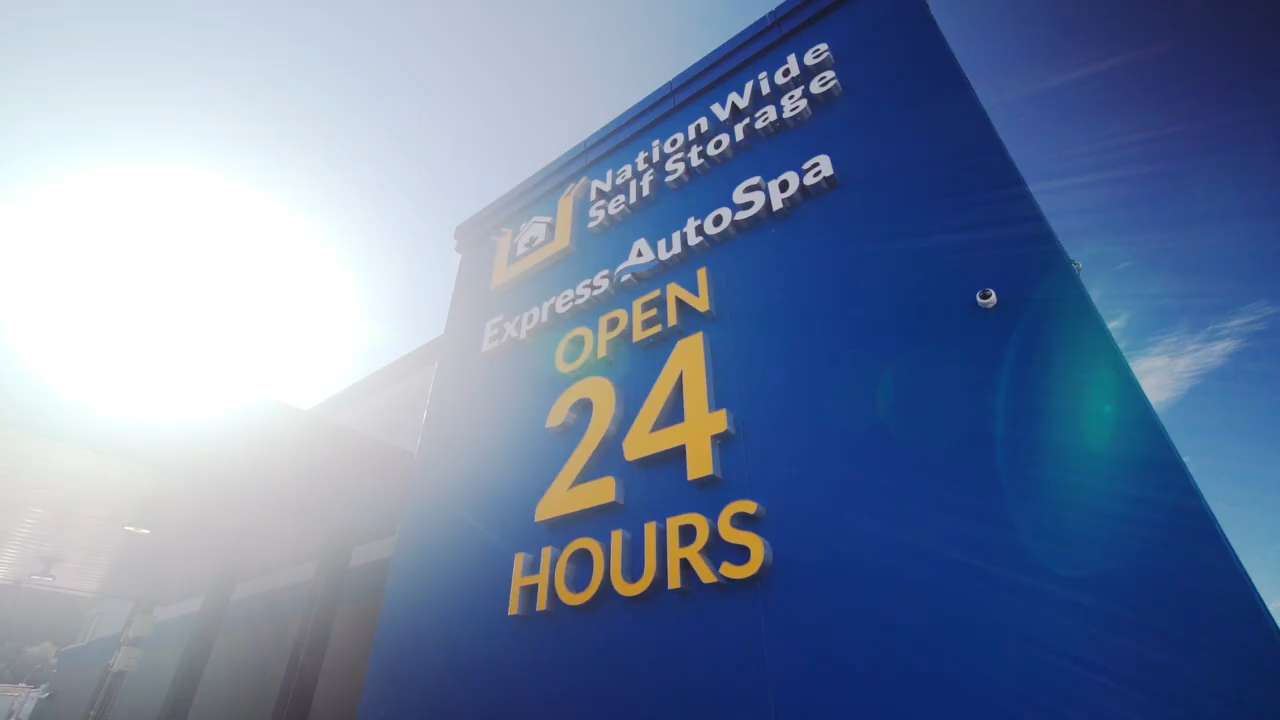 NationWide
Self Storage
Express AutoSpa
OPEN
24
HOURS